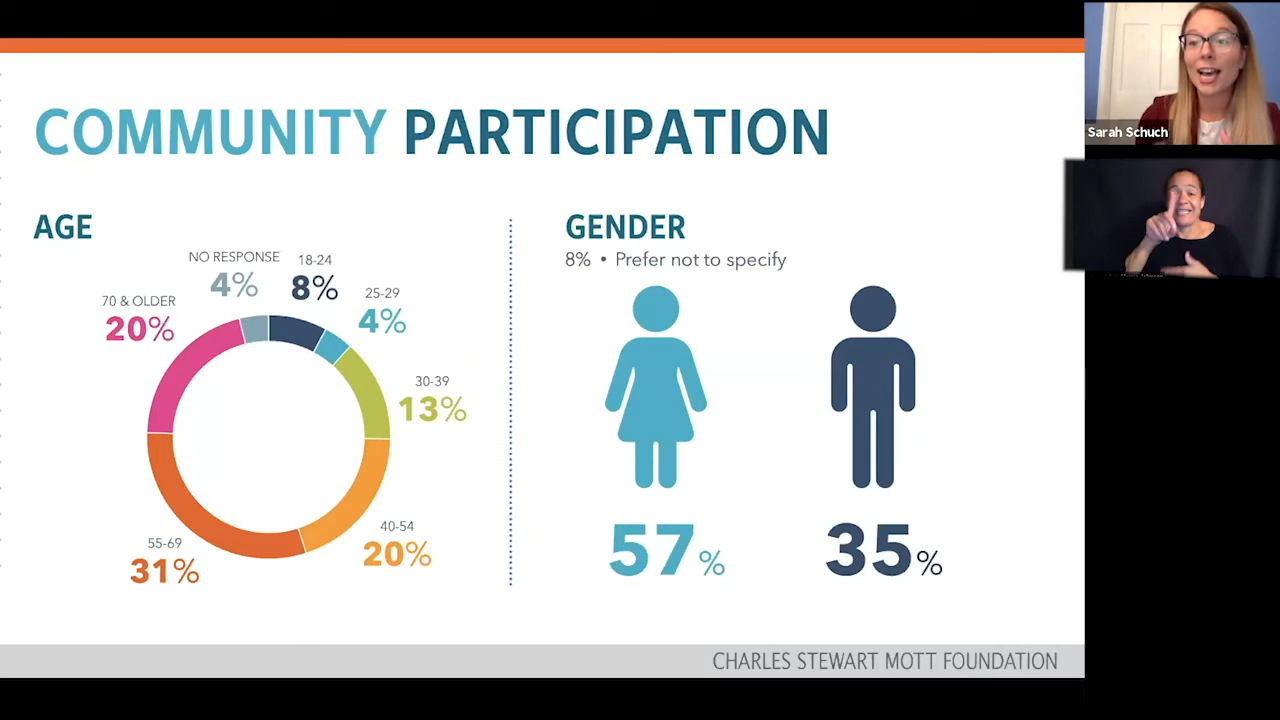 COMMUNITY PARTICIPATION
AGE
NO RESPONSE
4%
18-24
8%
25-29
4%
30-39
13%
40-54
20%
55-69
31%
70 & OLDER
20%
GENDER
8% • Prefer not to specify
57%
35%
CHARLES STEWART MOTT FOUNDATION
Sarah Schuch